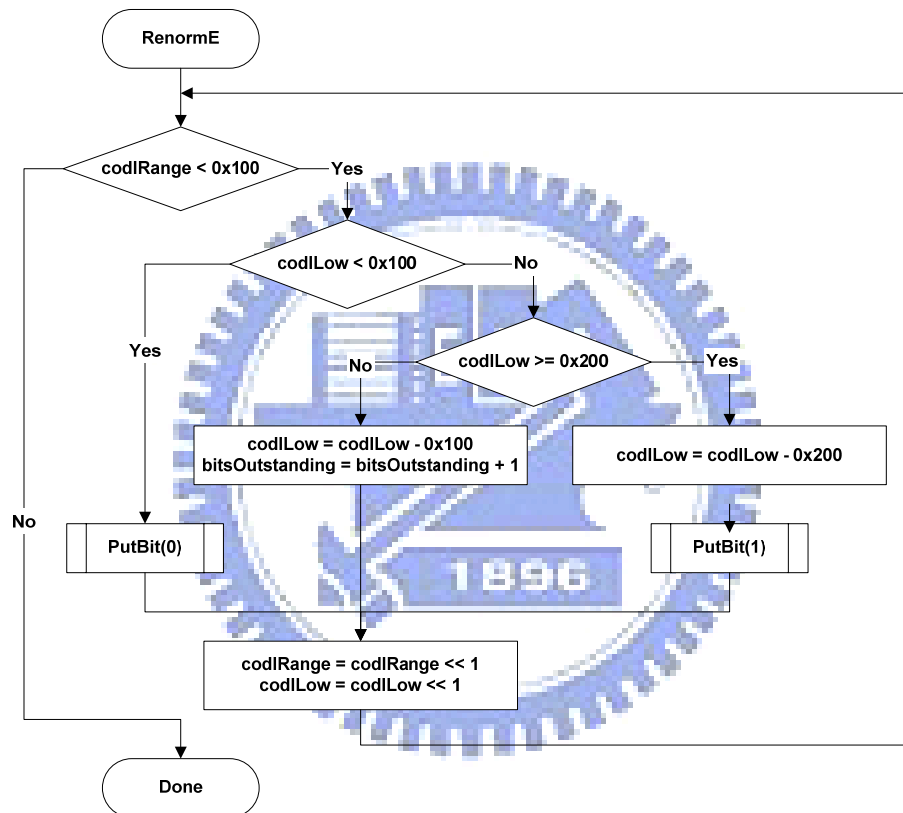 RenormE
codIRange < 0x100
Yes
codILow < 0x100
No
Yes
codILow >= 0x200
No
Yes
codILow = codILow - 0x100
bitsOutstanding = bitsOutstanding + 1
codILow = codILow - 0x200
No
PutBit(0)
PutBit(1)
1896
codIRange = codIRange << 1
codILow = codILow << 1
Done